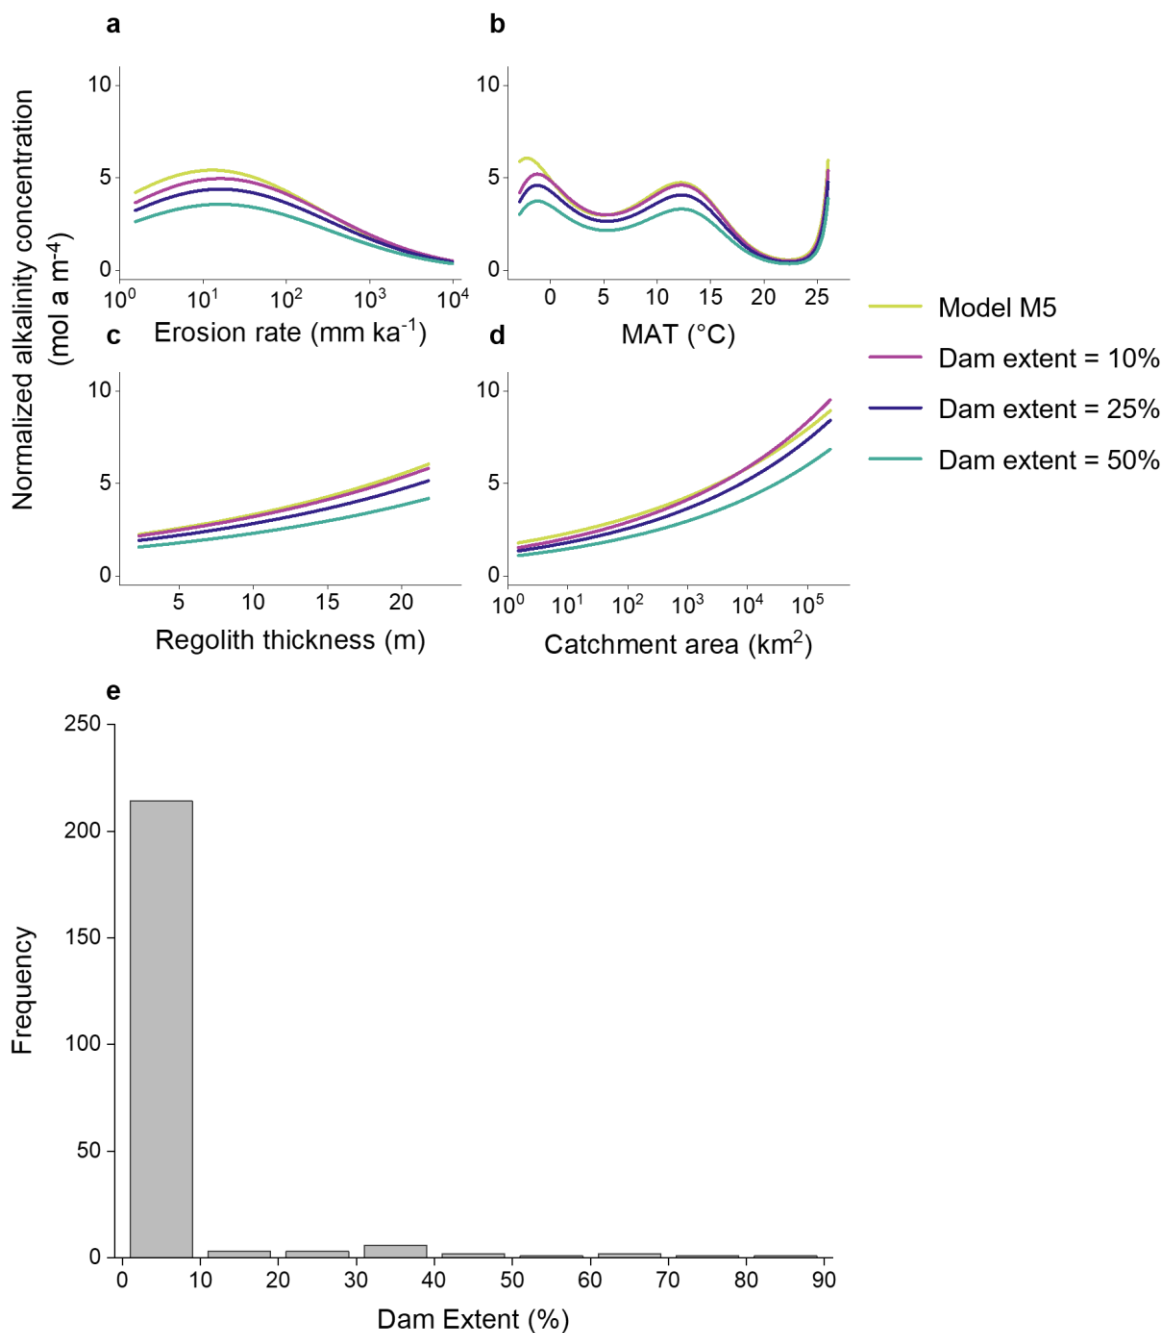 a
b
Normalized alkalinity concentration
(mol a m⁻⁴)
10
5
0
10⁰ 10¹ 10² 10³ 10⁴
Erosion rate (mm ka⁻¹)
10
5
0
0 5 10 15 20 25
MAT (°C)
c
d
10
5
0
5 10 15 20
Regolith thickness (m)
10
5
0
10⁰ 10¹ 10² 10³ 10⁴ 10⁵
Catchment area (km²)
Model M5
Dam extent = 10%
Dam extent = 25%
Dam extent = 50%
e
Frequency
250
200
150
100
50
0
0 10 20 30 40 50 60 70 80 90
Dam Extent (%)